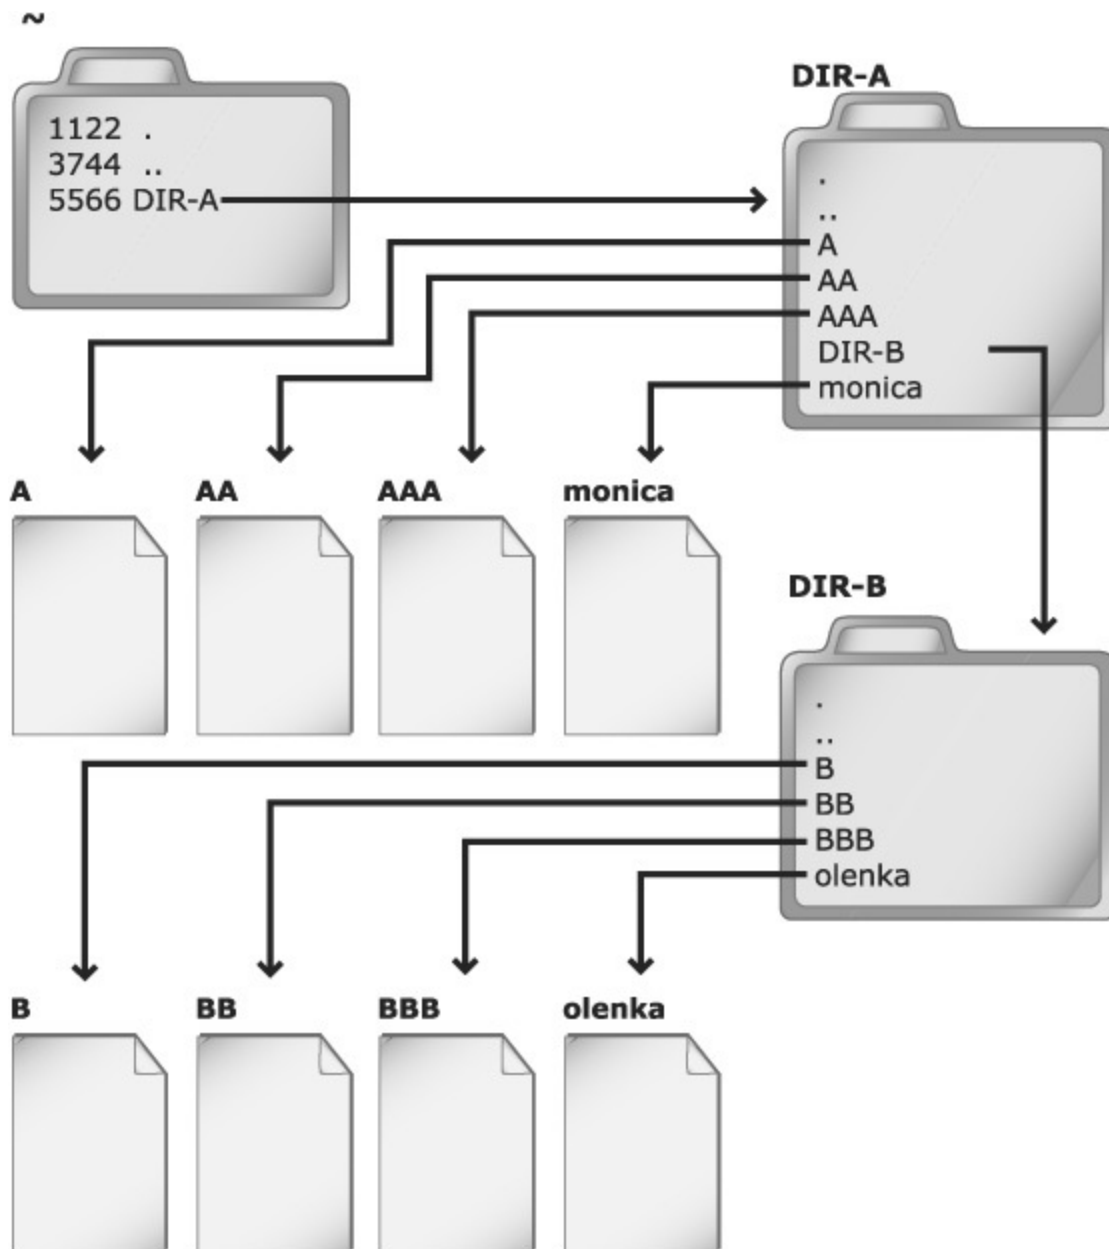 ~
1122 .
3744 ..
5566 DIR-A
DIR-A
.
..
A
AA
AAA
DIR-B
monica
A
AA
AAA
monica
DIR-B
.
..
B
BB
BBB
olenka
B
BB
BBB
olenka